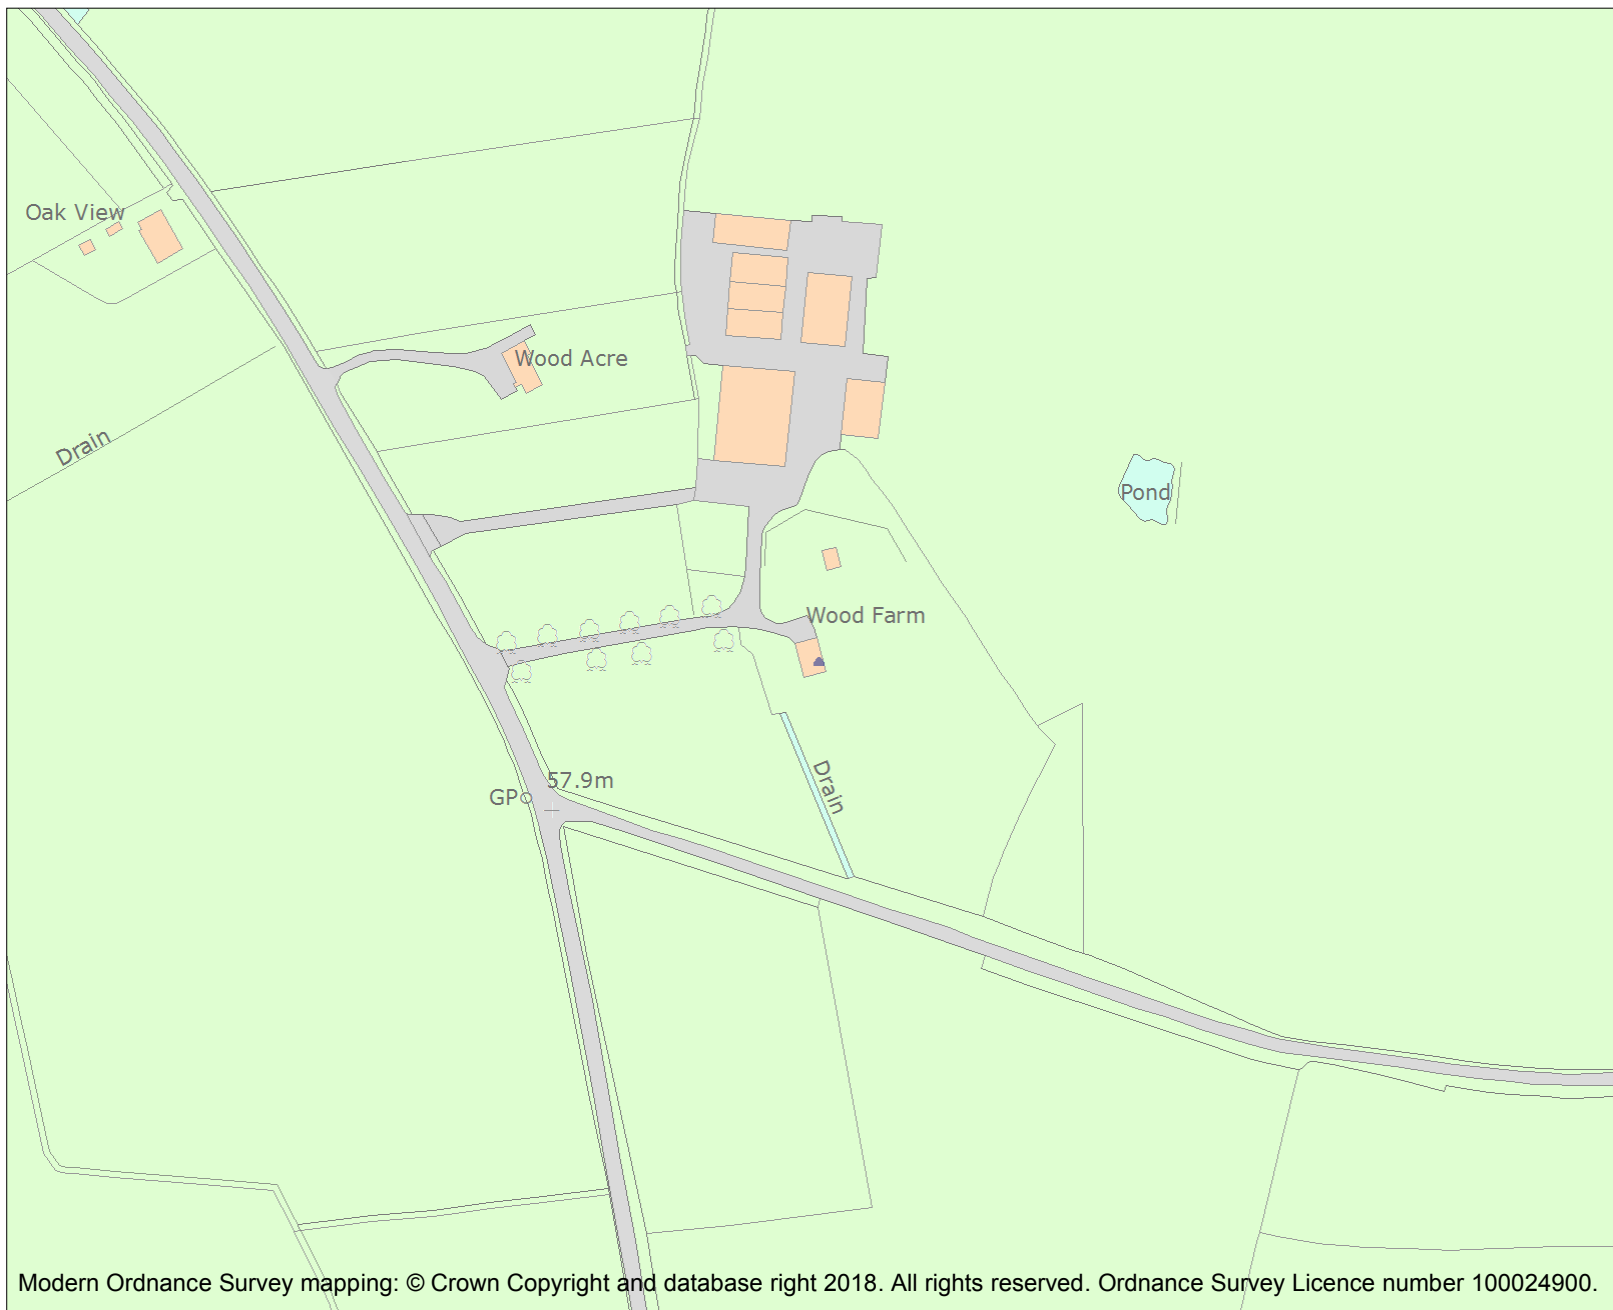 Oak View
Wood Acre
Drain
Pond
Wood Farm
57.9m
GP
Drain
Modern Ordnance Survey mapping: © Crown Copyright and database right 2018. All rights reserved. Ordnance Survey Licence number 100024900.